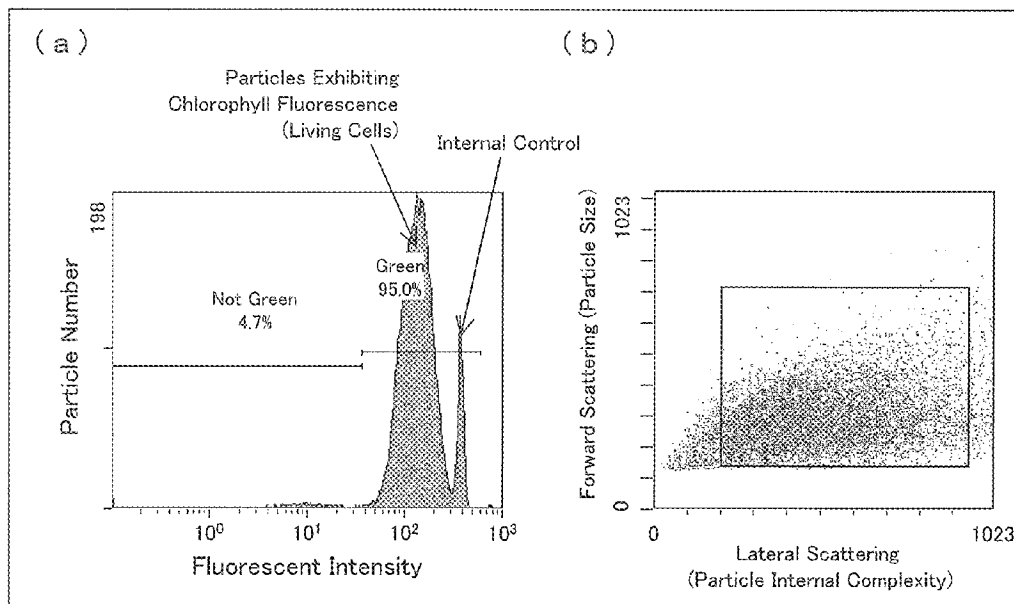 (a)
Particles Exhibiting
Chlorophyll Fluorescence
(Living Cells)
Internal Control
198
Particle Number
Not Green
4.7%
Green
95.0%
10⁰
10¹
10²
10³
Fluorescent Intensity
(b)
Forward Scattering (Particle Size)
1023
0
0
1023
Lateral Scattering
(Particle Internal Complexity)